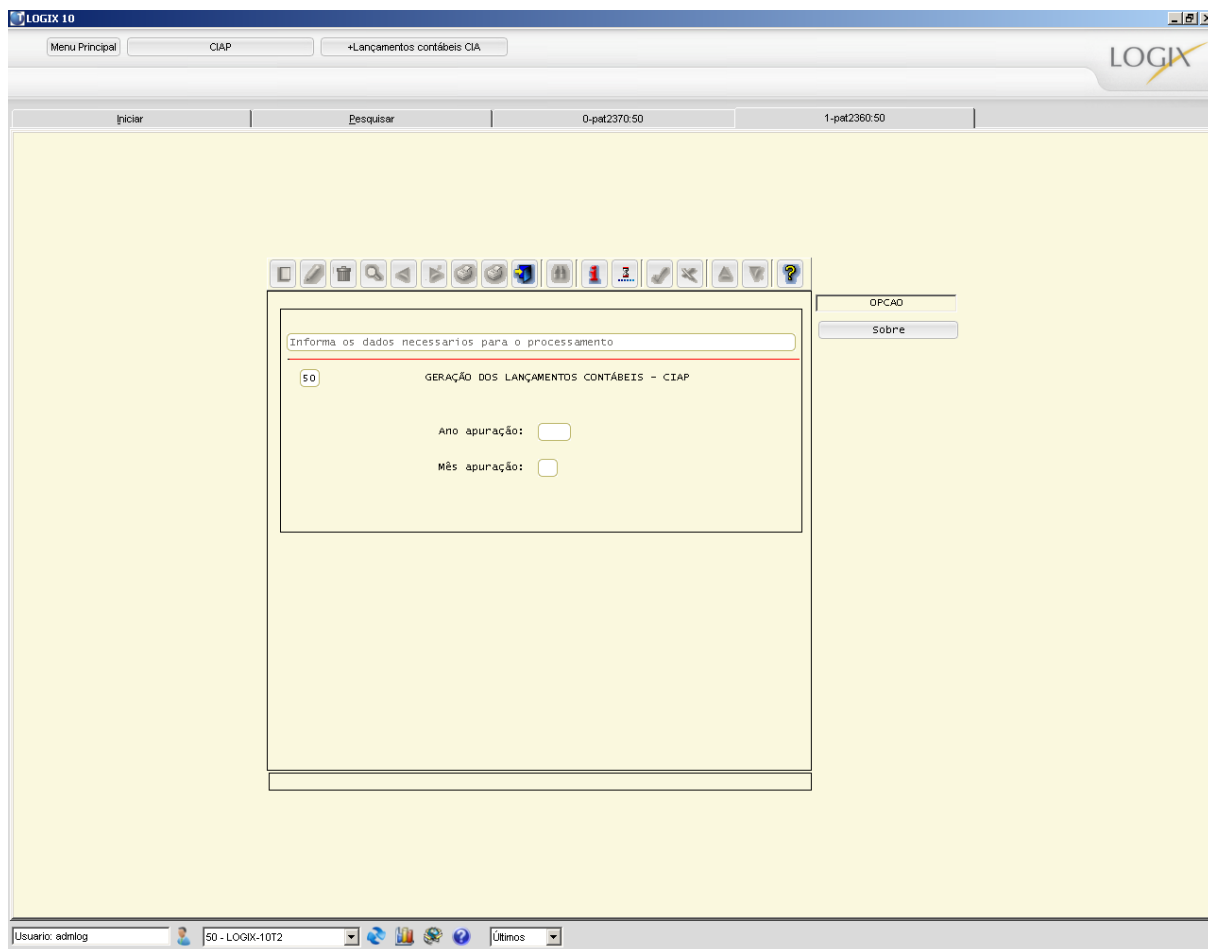 LOGIX 10
Menu Principal CIAP +Lançamentos contábeis CIA
LOGIX
Iniciar Pesquisar 0-pat2370:50 1-pat2360:50
OPCAO
Sobre
Informa os dados necessarios para o processamento
50 GERAÇÃO DOS LANÇAMENTOS CONTÁBEIS - CIAP
Ano apuração:
Mês apuração:
Usuario: admlog 50 - LOGIX-10T2 Últimos